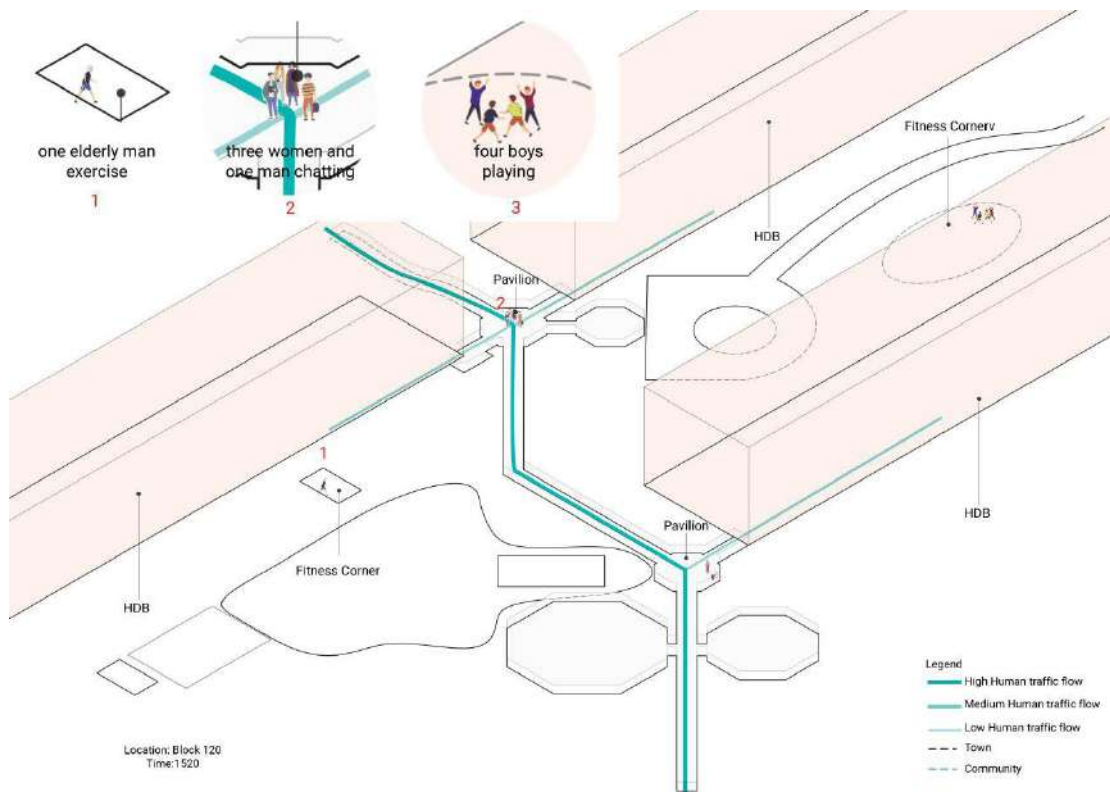 one elderly man
exercise
1
three women and
one man chatting
2
four boys
playing
3
Fitness Cornerv
HDB
Pavilion
2
1
Pavilion
HDB
Fitness Corner
HDB
Legend
High Human traffic flow
Medium Human traffic flow
Low Human traffic flow
Town
Community
Location: Block 120
Time:1520